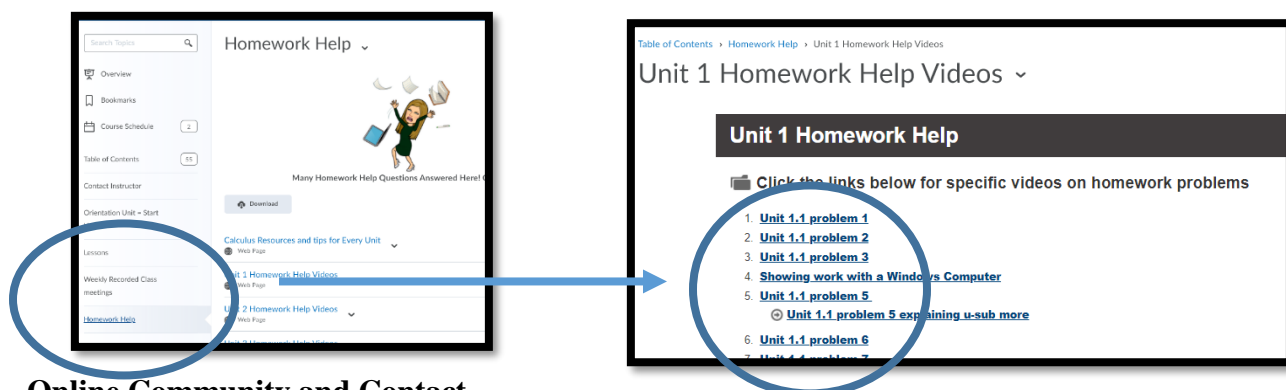 Search Topics
Overview
Bookmarks
Course Schedule 2
Table of Contents 55
Contact Instructor
Orientation Unit – Start
Lessons
Weekly Recorded Class
meetings
Homework Help
Homework Help
Many Homework Help Questions Answered Here!
Download
Calculus Resources and tips for Every Unit
Web Page
Unit 1 Homework Help Videos
Web Page
Unit 2 Homework Help Videos
Web Page
Table of Contents › Homework Help › Unit 1 Homework Help Videos
Unit 1 Homework Help Videos
Unit 1 Homework Help
Click the links below for specific videos on homework problems
1. Unit 1.1 problem 1
2. Unit 1.1 problem 2
3. Unit 1.1 problem 3
4. Showing work with a Windows Computer
5. Unit 1.1 problem 5
Unit 1.1 problem 5 explaining u-sub more
6. Unit 1.1 problem 6
7. Unit 1.1 problem 7
Online Community and Contact